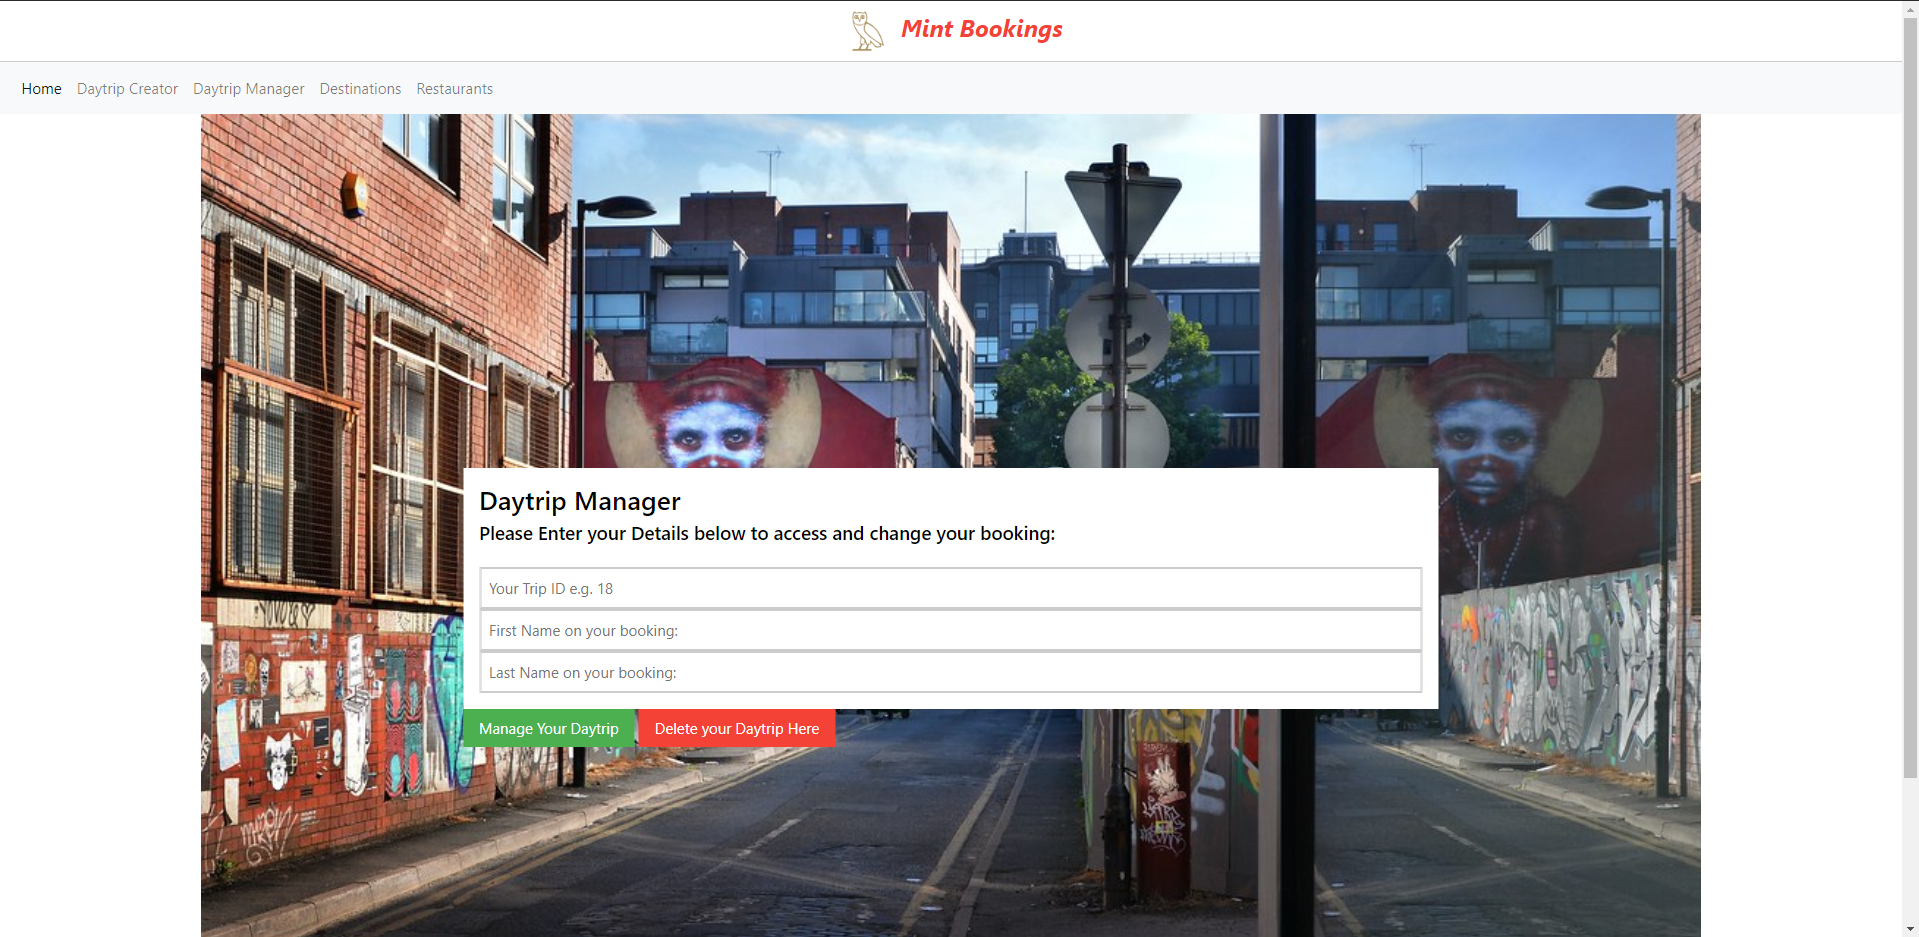 Mint Bookings
Home Daytrip Creator Daytrip Manager Destinations Restaurants
Daytrip Manager
Please Enter your Details below to access and change your booking:
Your Trip ID e.g. 18
First Name on your booking:
Last Name on your booking:
Manage Your Daytrip Delete your Daytrip Here